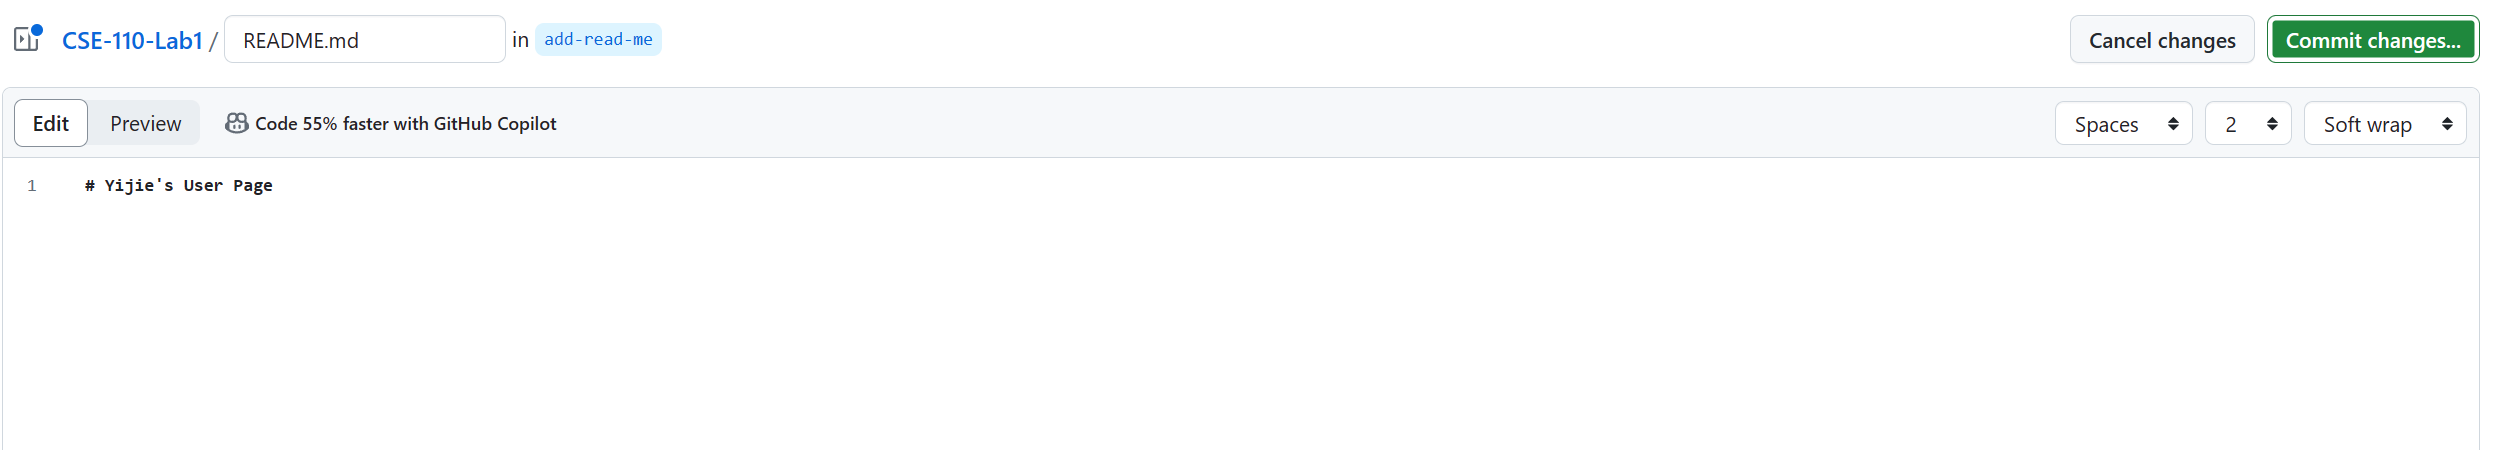 CSE-110-Lab1 / README.md in add-read-me Cancel changes Commit changes...
Edit Preview Code 55% faster with GitHub Copilot Spaces 2 Soft wrap
1 # Yijie's User Page